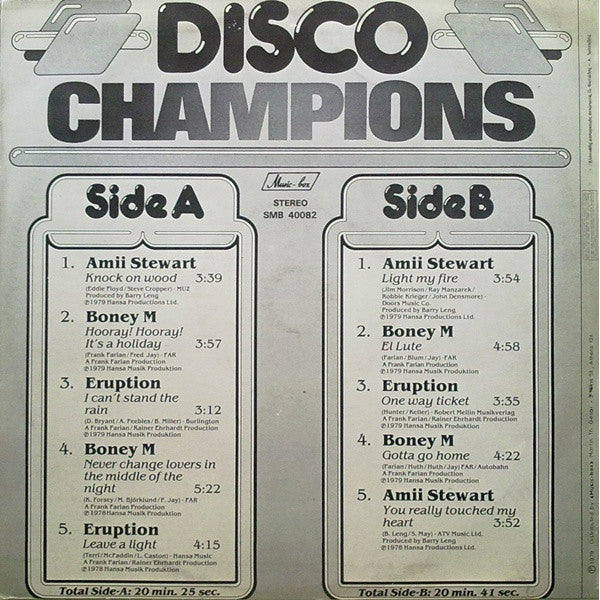 DISCO
CHAMPIONS
Music-box
STEREO
SMB 40082
Side A
1. Amii Stewart
Knock on wood 3:39
(Eddie Floyd/Steve Cropper) - MUZ
Produced by Barry Leng
℗1979 Hansa Productions Ltd.
2. Boney M
Hooray! Hooray!
It's a holiday 3:57
(Frank Farian/Fred. Jay) - FAR
A Frank Farian Production
℗1979 Hansa Musik Produktion
3. Eruption
I can't stand the
rain 3:12
(D. Bryant/A. Peebles/B. Miller) - Burlington
A Frank Farian/Rainer Ehrhardt Produktion
℗1979 Hansa Musik Produktion
4. Boney M
Never change lovers in
the middle of the
night 5:22
(K. Forsey/M. Björklund/F. Jay) - FAR
℗1978 Hansa Musik Produktion
5. Eruption
Leave a light 4:15
(Terri/McFaddin/L. Caston) - Hansa Music
A Frank Farian/Rainer Ehrhardt Produktion
℗1978 Hansa Musik Produktion
Total Side-A: 20 min. 25 sec.
Side B
1. Amii Stewart
Light my fire 3:54
(Jim Morrison/Ray Manzarek/
Robbie Krieger/John Densmore) -
Doors Music Co.
Produced by Barry Leng
℗1979 Hansa Productions Ltd.
2. Boney M
El Lute 4:58
(Farian/Blum/Jay) - FAR
A Frank Farian Production
℗1979 Hansa Musik Produktion
3. Eruption
One way ticket 3:35
(Hunter/Keller) - Robert Mellin Musikverlag
A Frank Farian/Rainer Ehrhardt Produktion
℗1979 Hansa Musik Produktion
4. Boney M
Gotta go home 4:22
(Farian/Huth/Huth/Jay) FAR/Autobahn
A Frank Farian Production
℗1979 Hansa Musik Produktion
5. Amii Stewart
You really touched my
heart 3:52
(B. Leng/S. May) - ATV Music Ltd.
Produced by Barry Leng
℗1978 Hansa Productions Ltd.
Total Side-B: 20 min. 41 sec.
℗ 1979